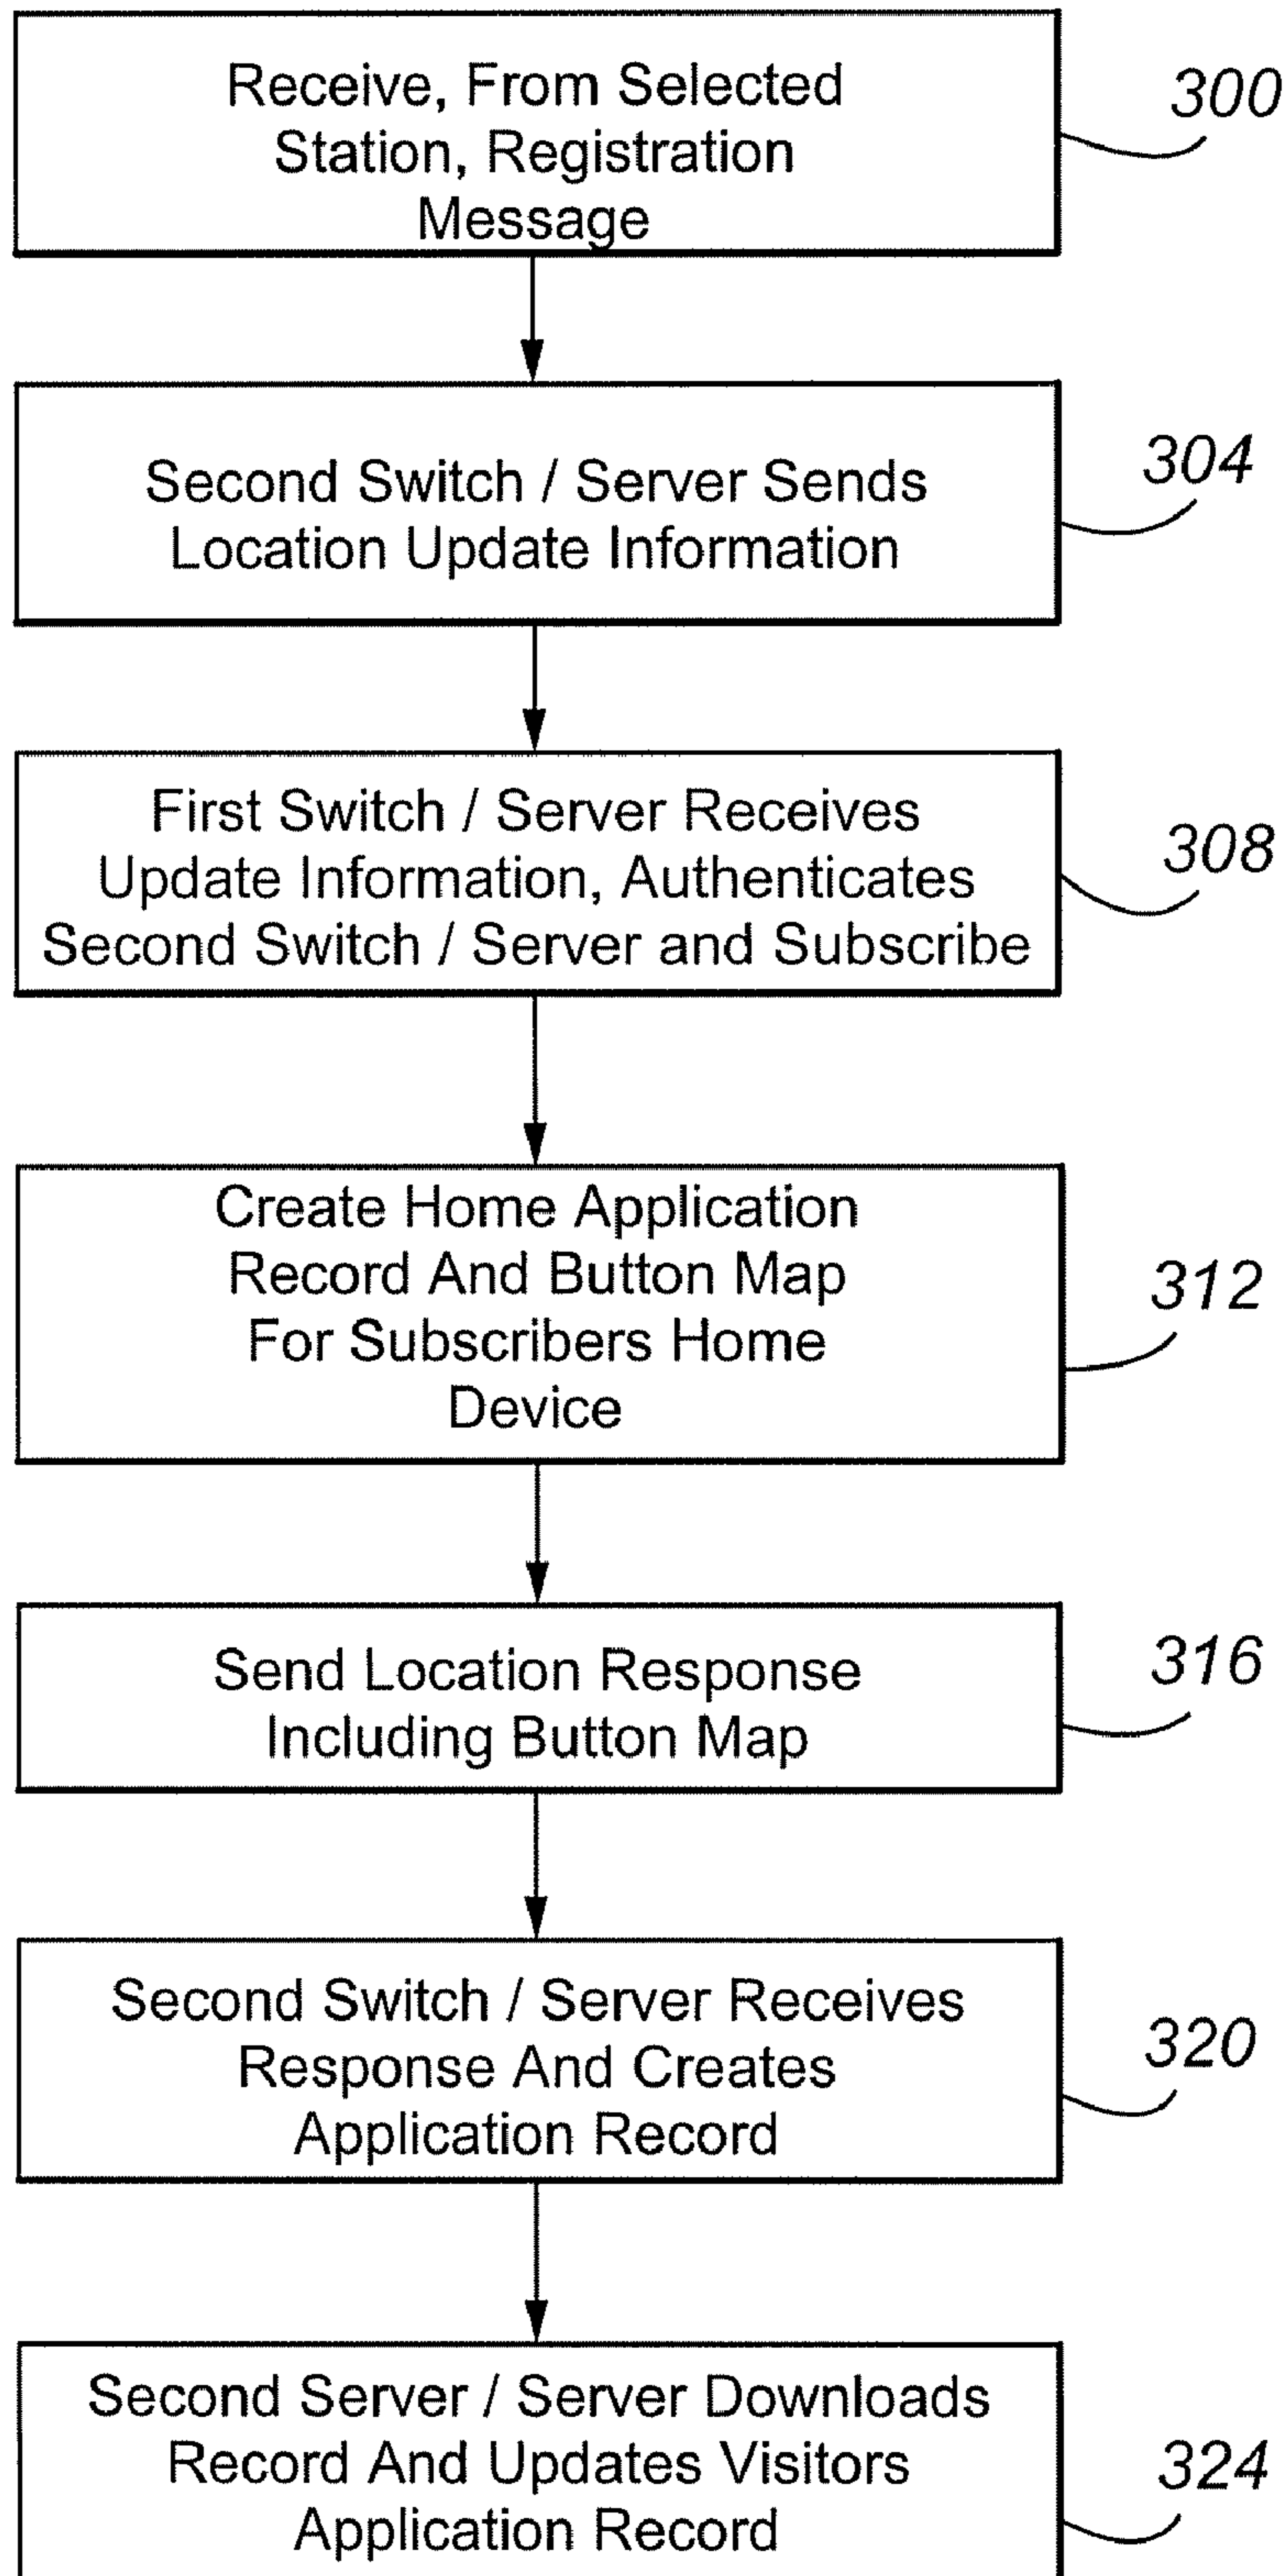 Receive, From Selected
Station, Registration
Message
300
Second Switch / Server Sends
Location Update Information
304
First Switch / Server Receives
Update Information, Authenticates
Second Switch / Server and Subscribe
308
Create Home Application
Record And Button Map
For Subscribers Home
Device
312
Send Location Response
Including Button Map
316
Second Switch / Server Receives
Response And Creates
Application Record
320
Second Server / Server Downloads
Record And Updates Visitors
Application Record
324